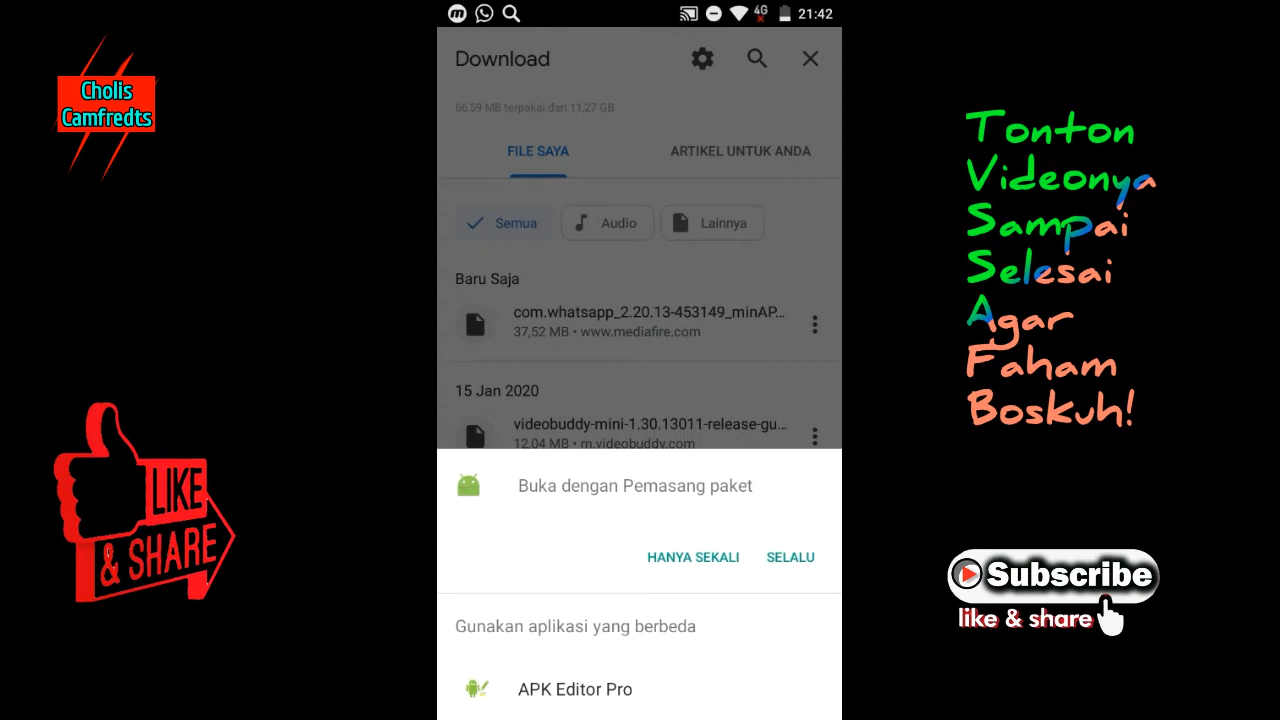 Cholis
Camfredts
LIKE
& SHARE
m
4G
21:42
Download
66,59 MB terpakai dari 11,27 GB
FILE SAYA
ARTIKEL UNTUK ANDA
Semua
Audio
Lainnya
Baru Saja
com.whatsapp_2.20.13-453149_minAP...
37,52 MB • www.mediafire.com
15 Jan 2020
videobuddy-mini-1.30.13011-release-gu...
12,04 MB • m.videobuddy.com
Buka dengan Pemasang paket
HANYA SEKALI
SELALU
Gunakan aplikasi yang berbeda
APK Editor Pro
Tonton
Videonya
Sampai
Selesai
Agar
Faham
Boskuh!
Subscribe
like & share